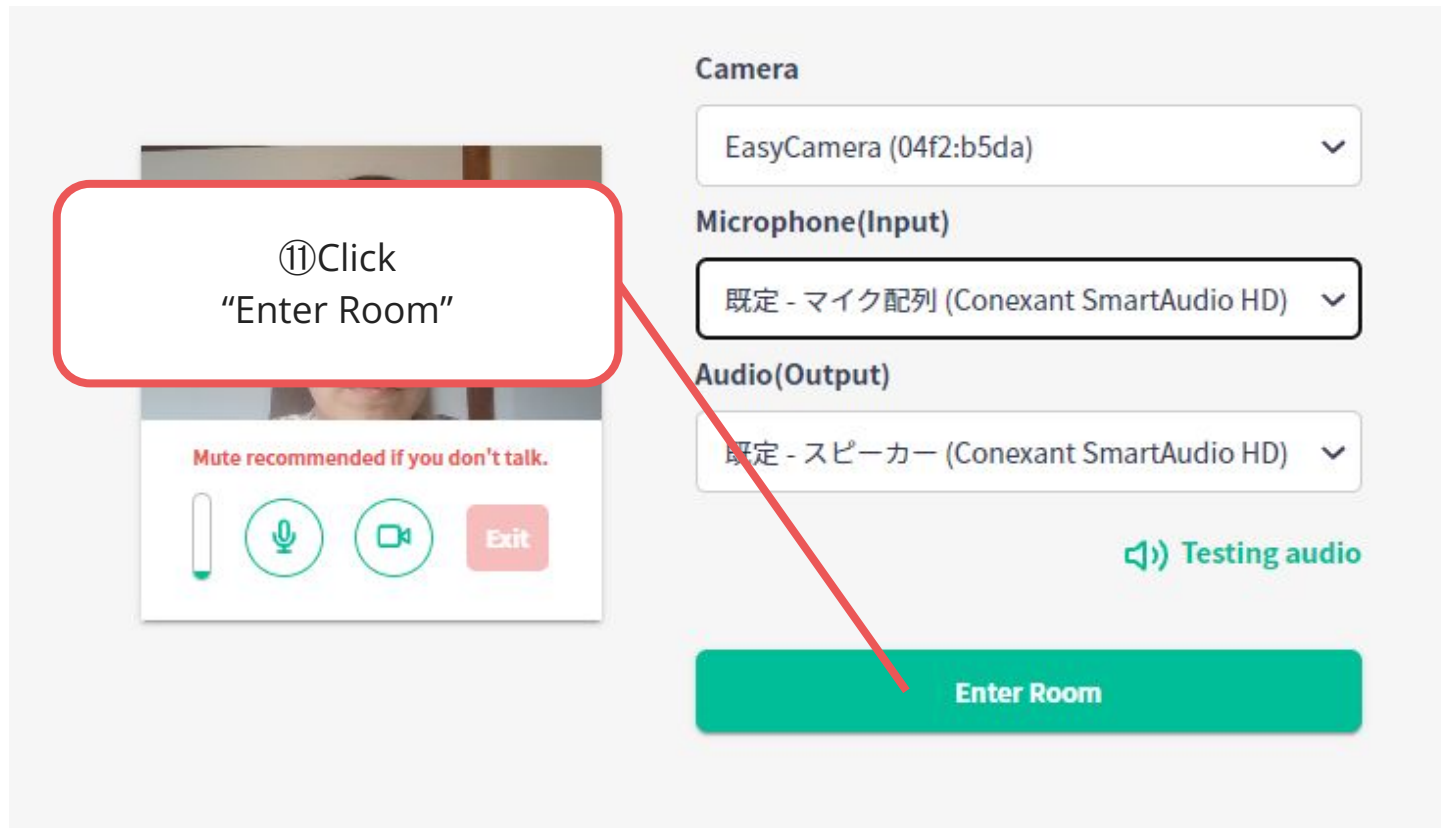 Camera
EasyCamera (04f2:b5da)
Microphone(Input)
⑪Click
“Enter Room”
既定 - マイク配列 (Conexant SmartAudio HD)
Audio(Output)
既定 - スピーカー (Conexant SmartAudio HD)
Mute recommended if you don't talk.
Exit
Testing audio
Enter Room